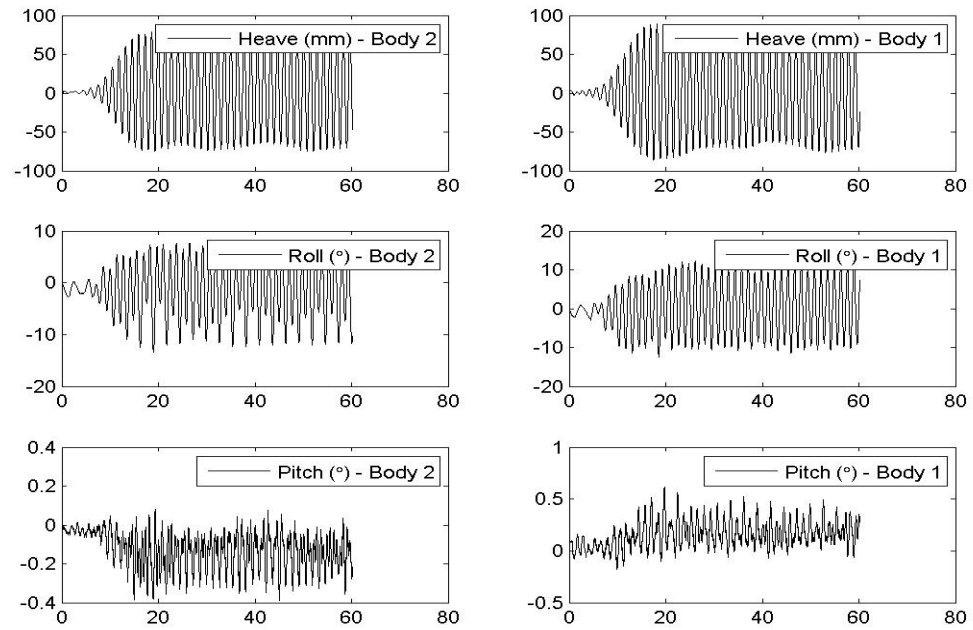 100
50
0
-50
-100
0 20 40 60 80
Heave (mm) - Body 2
100
50
0
-50
-100
0 20 40 60 80
Heave (mm) - Body 1
10
0
-10
-20
0 20 40 60 80
Roll (°) - Body 2
20
10
0
-10
-20
0 20 40 60 80
Roll (°) - Body 1
0.4
0.2
0
-0.2
-0.4
0 20 40 60 80
Pitch (°) - Body 2
1
0.5
0
-0.5
0 20 40 60 80
Pitch (°) - Body 1